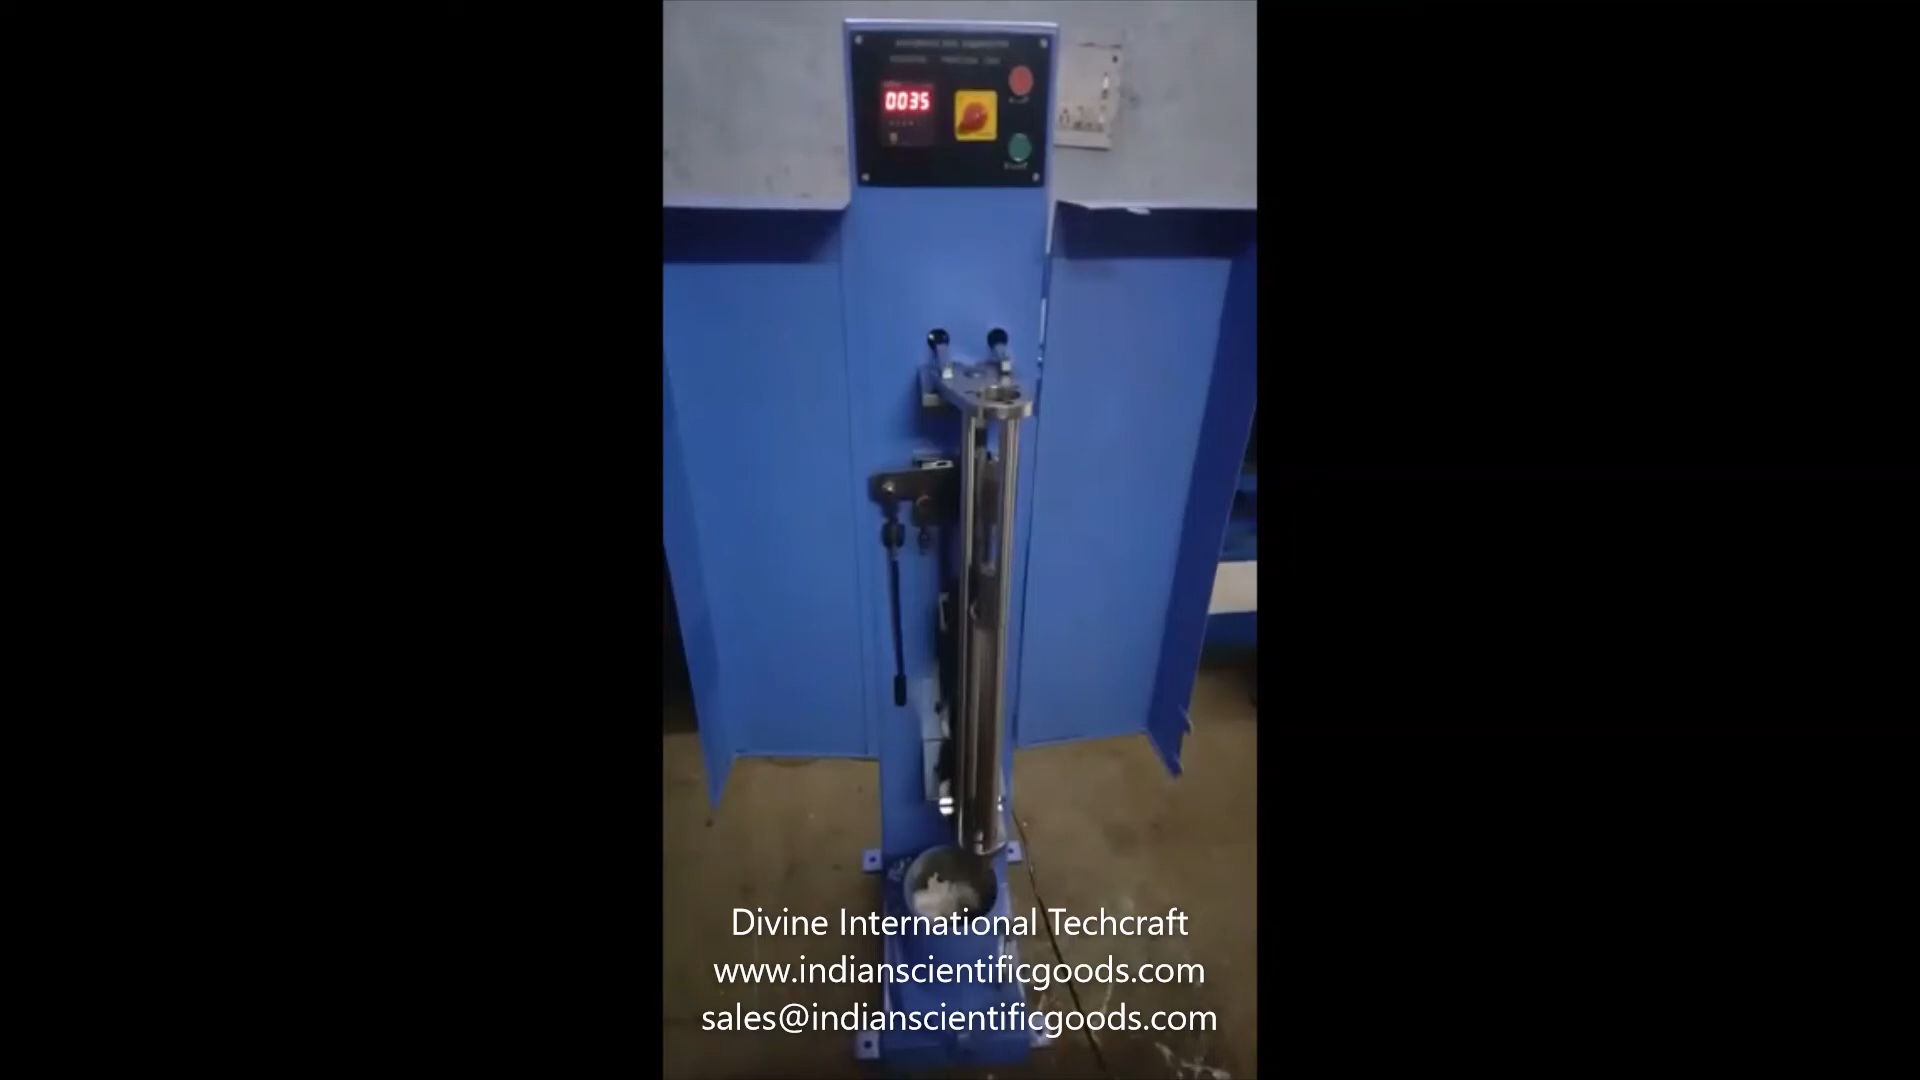 0035
Divine International Techcraft
www.indianscientificgoods.com
sales@indianscientificgoods.com